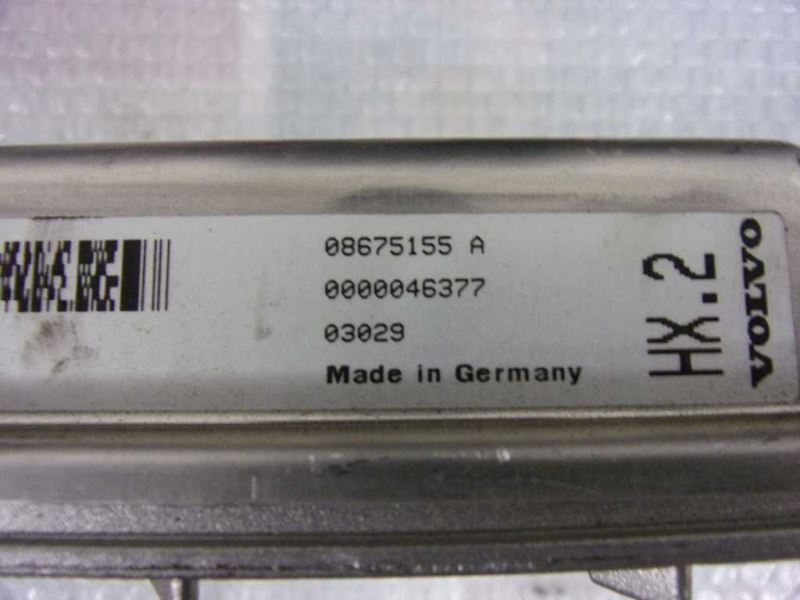 08675155 A
0000046377
03029
Made in Germany
HX.2
VOLVO